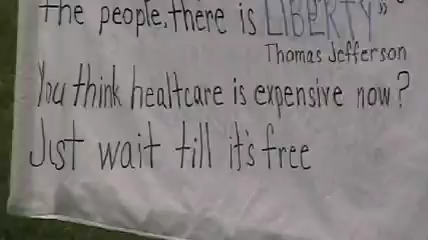 the people, there is LIBERTY"
Thomas Jefferson
You think healtcare is expensive now?
Just wait till it's free